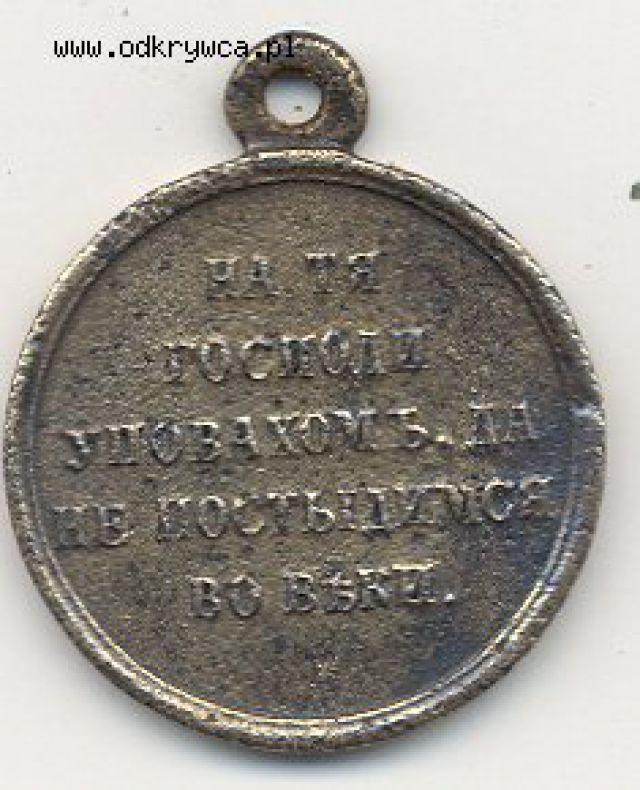 www.odkrywca.pl
НА ТЯ
ГОСПОДИ
УПОВАХОМЪ, ДА
НЕ ПОСТЫДИМСЯ
ВО ВѢКИ.